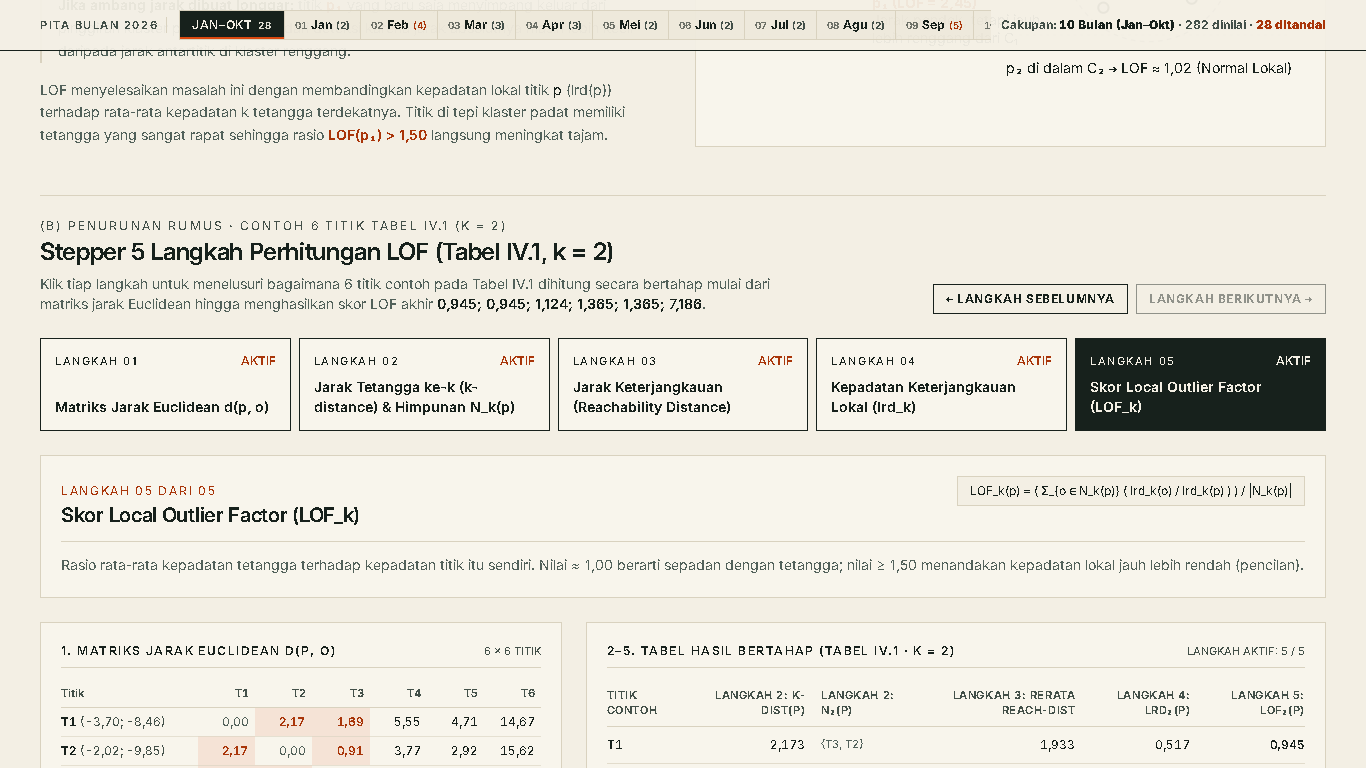 PITA BULAN 2026
JAN–OKT 28
01 Jan (2)
02 Feb (4)
03 Mar (3)
04 Apr (3)
05 Mei (2)
06 Jun (2)
07 Jul (2)
08 Agu (2)
09 Sep (5)
Cakupan: 10 Bulan (Jan–Okt) · 282 dinilai · 28 ditandai
daripada jarak antartitik di klaster renggang.
LOF menyelesaikan masalah ini dengan membandingkan kepadatan lokal titik p (lrd(p))
terhadap rata-rata kepadatan k tetangga terdekatnya. Titik di tepi klaster padat memiliki
tetangga yang sangat rapat sehingga rasio LOF(p₁) > 1,50 langsung meningkat tajam.
p₂ di dalam C₂ → LOF ≈ 1,02 (Normal Lokal)
(B) PENURUNAN RUMUS · CONTOH 6 TITIK TABEL IV.1 (K = 2)
Stepper 5 Langkah Perhitungan LOF (Tabel IV.1, k = 2)
Klik tiap langkah untuk menelusuri bagaimana 6 titik contoh pada Tabel IV.1 dihitung secara bertahap mulai dari
matriks jarak Euclidean hingga menghasilkan skor LOF akhir 0,945; 0,945; 1,124; 1,365; 1,365; 7,186.
← LANGKAH SEBELUMNYA
LANGKAH BERIKUTNYA →
LANGKAH 01 AKTIF
Matriks Jarak Euclidean d(p, o)
LANGKAH 02 AKTIF
Jarak Tetangga ke-k (k-
distance) & Himpunan N_k(p)
LANGKAH 03 AKTIF
Jarak Keterjangkauan
(Reachability Distance)
LANGKAH 04 AKTIF
Kepadatan Keterjangkauan
Lokal (lrd_k)
LANGKAH 05 AKTIF
Skor Local Outlier Factor
(LOF_k)
LANGKAH 05 DARI 05
Skor Local Outlier Factor (LOF_k)
LOF_k(p) = ( Σ_{o ∈ N_k(p)} ( lrd_k(o) / lrd_k(p) ) ) / |N_k(p)|
Rasio rata-rata kepadatan tetangga terhadap kepadatan titik itu sendiri. Nilai ≈ 1,00 berarti sepadan dengan tetangga; nilai ≥ 1,50 menandakan kepadatan lokal jauh lebih rendah (pencilan).
1. MATRIKS JARAK EUCLIDEAN D(P, O) 6 × 6 TITIK
Titik T1 T2 T3 T4 T5 T6
T1 (-3,70; -8,46) 0,00 2,17 1,69 5,55 4,71 14,67
T2 (-2,02; -9,85) 2,17 0,00 0,91 3,77 2,92 15,62
2–5. TABEL HASIL BERTAHAP (TABEL IV.1 · K = 2) LANGKAH AKTIF: 5 / 5
TITIK LANGKAH 2: K- LANGKAH 2: LANGKAH 3: RERATA LANGKAH 4: LANGKAH 5:
CONTOH DIST(P) N₂(P) REACH-DIST LRD₂(P) LOF₂(P)
T1 2,173 {T3, T2} 1,933 0,517 0,945